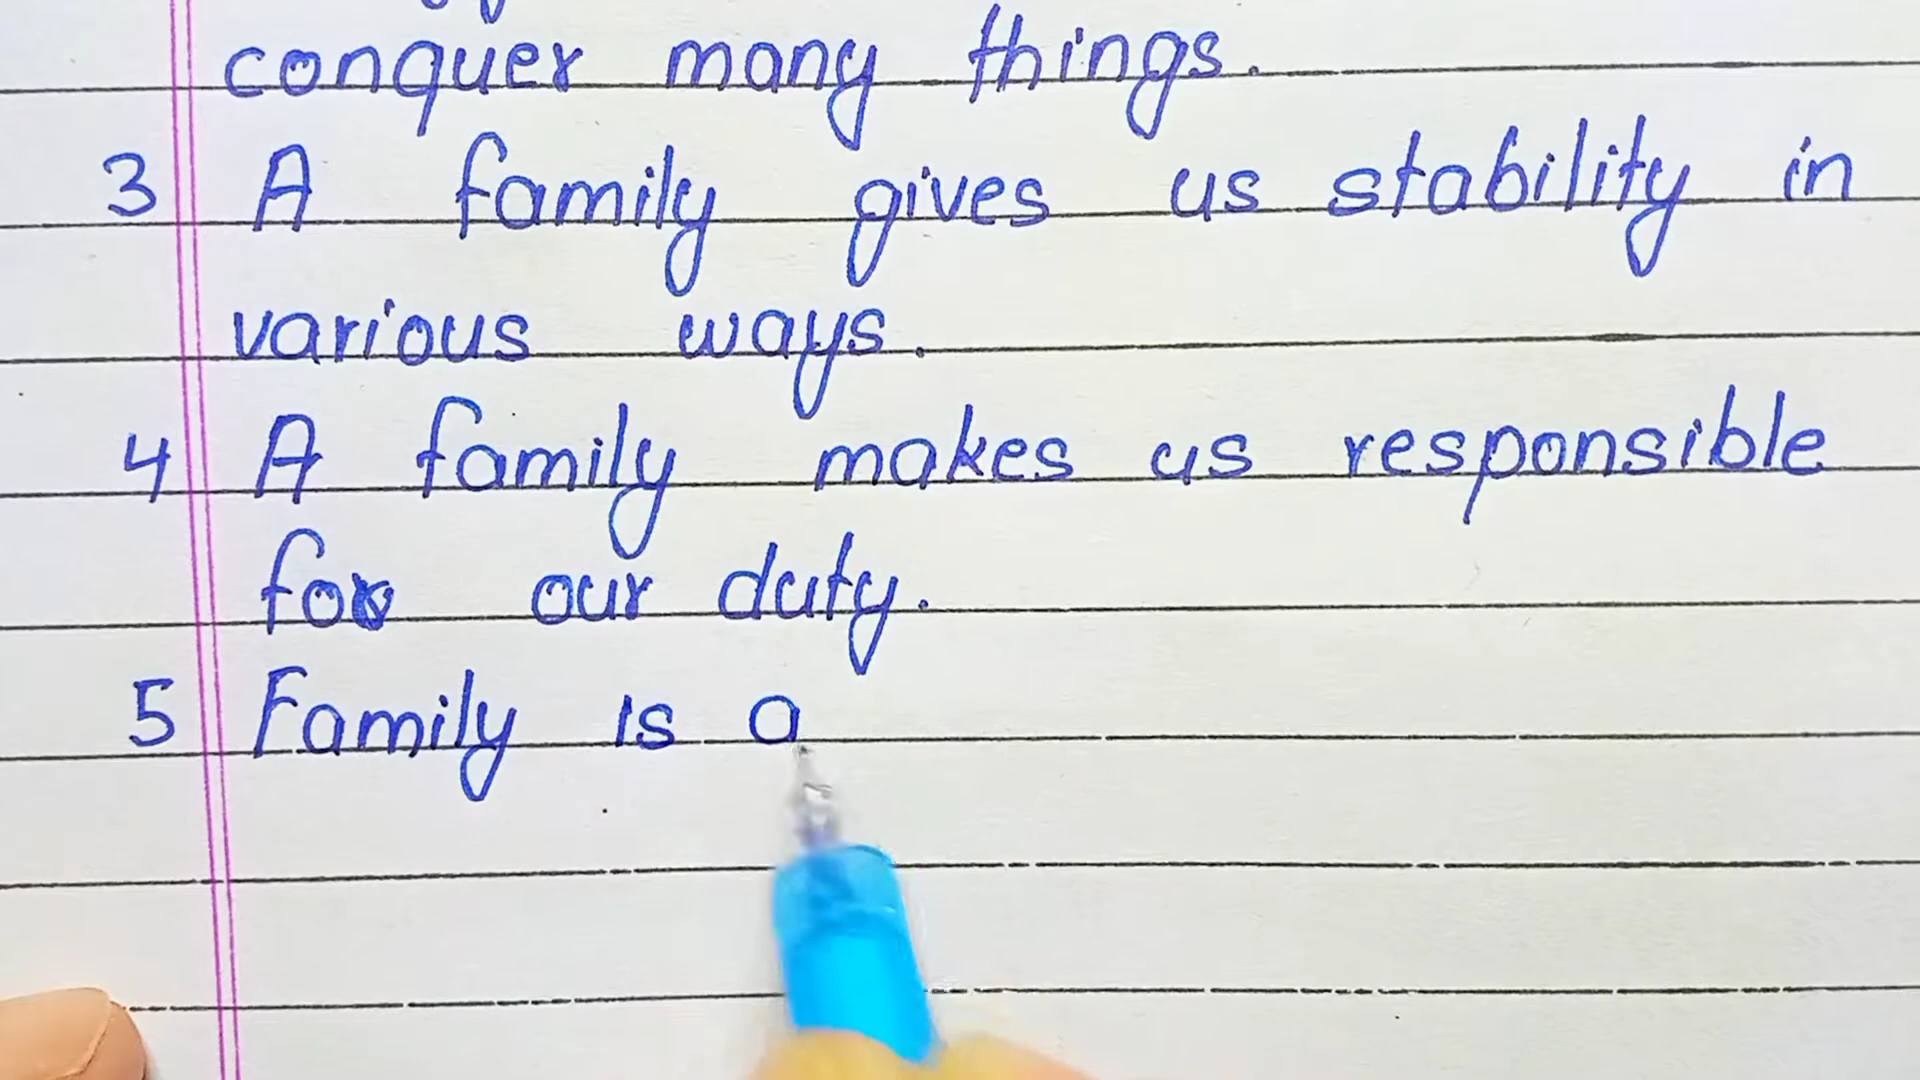 conquer many things.
3 A family gives us stability in
various ways.
4 A family makes us responsible
for our duty.
5 Family is a